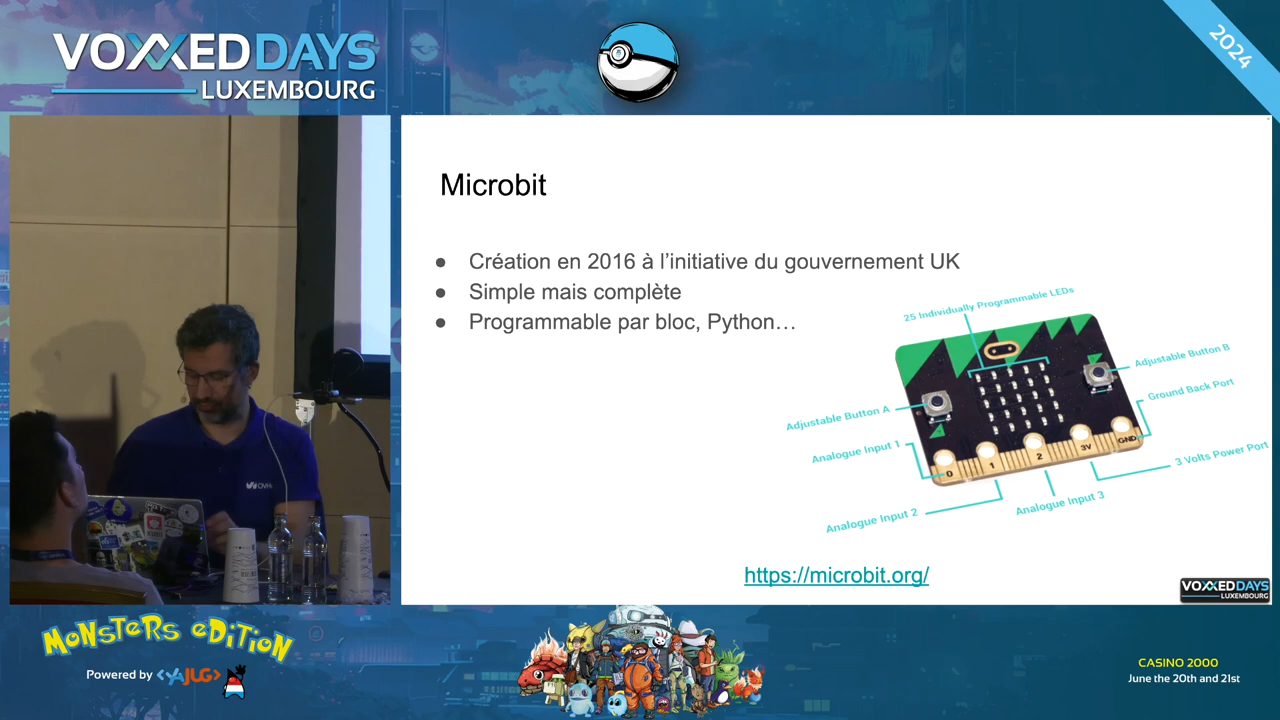 VOXXED DAYS
LUXEMBOURG
2024
Microbit
● Création en 2016 à l’initiative du gouvernement UK
● Simple mais complète
● Programmable par bloc, Python…
25 Individually Programmable LEDs
Adjustable Button B
Ground Back Port
Adjustable Button A
Analogue Input 1
0 1 2 3V GND
3 Volts Power Port
Analogue Input 3
Analogue Input 2
https://microbit.org/
VOXXED DAYS
LUXEMBOURG
MONSTERS EDITION
Powered by <YAJUG>
CASINO 2000
June the 20th and 21st